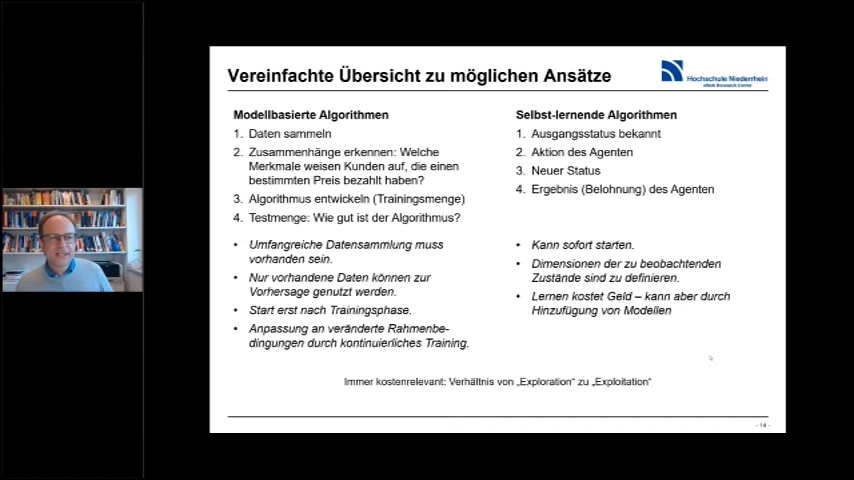 Vereinfachte Übersicht zu möglichen Ansätze
Hochschule Niederrhein
eWeb Research Center
Modellbasierte Algorithmen
1. Daten sammeln
2. Zusammenhänge erkennen: Welche
Merkmale weisen Kunden auf, die einen
bestimmten Preis bezahlt haben?
3. Algorithmus entwickeln (Trainingsmenge)
4. Testmenge: Wie gut ist der Algorithmus?
• Umfangreiche Datensammlung muss
vorhanden sein.
• Nur vorhandene Daten können zur
Vorhersage genutzt werden.
• Start erst nach Trainingsphase.
• Anpassung an veränderte Rahmenbe-
dingungen durch kontinuierliches Training.
Selbst-lernende Algorithmen
1. Ausgangsstatus bekannt
2. Aktion des Agenten
3. Neuer Status
4. Ergebnis (Belohnung) des Agenten
• Kann sofort starten.
• Dimensionen der zu beobachtenden
Zustände sind zu definieren.
• Lernen kostet Geld – kann aber durch
Hinzufügung von Modellen
Immer kostenrelevant: Verhältnis von „Exploration“ zu „Exploitation“
- 14 -